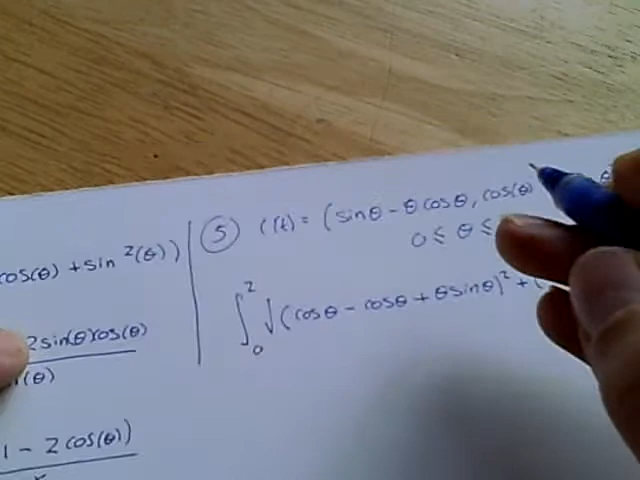 cos(θ) + sin²(θ))
2sin(θ)cos(θ)
(θ)
1 - 2cos(θ))
5 r(t) = (sinθ - θcosθ, cos(θ)
0 ≤ θ ≤
∫₀² √(cosθ - cosθ + θsinθ)² + (